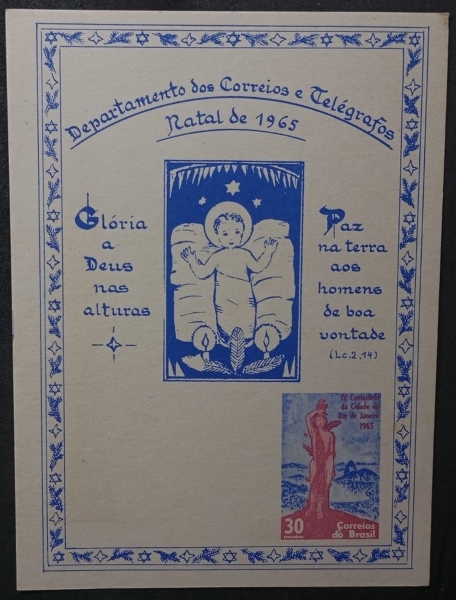 Departamento dos Correios e Telégrafos
Natal de 1965
Glória
a
Deus
nas
alturas
Paz
na terra
aos
homens
de boa
vontade
(Lc.2,14)
IV Centenário
da Cidade do
Rio de Janeiro
1965
30
cruzeiros
Correios
do Brasil